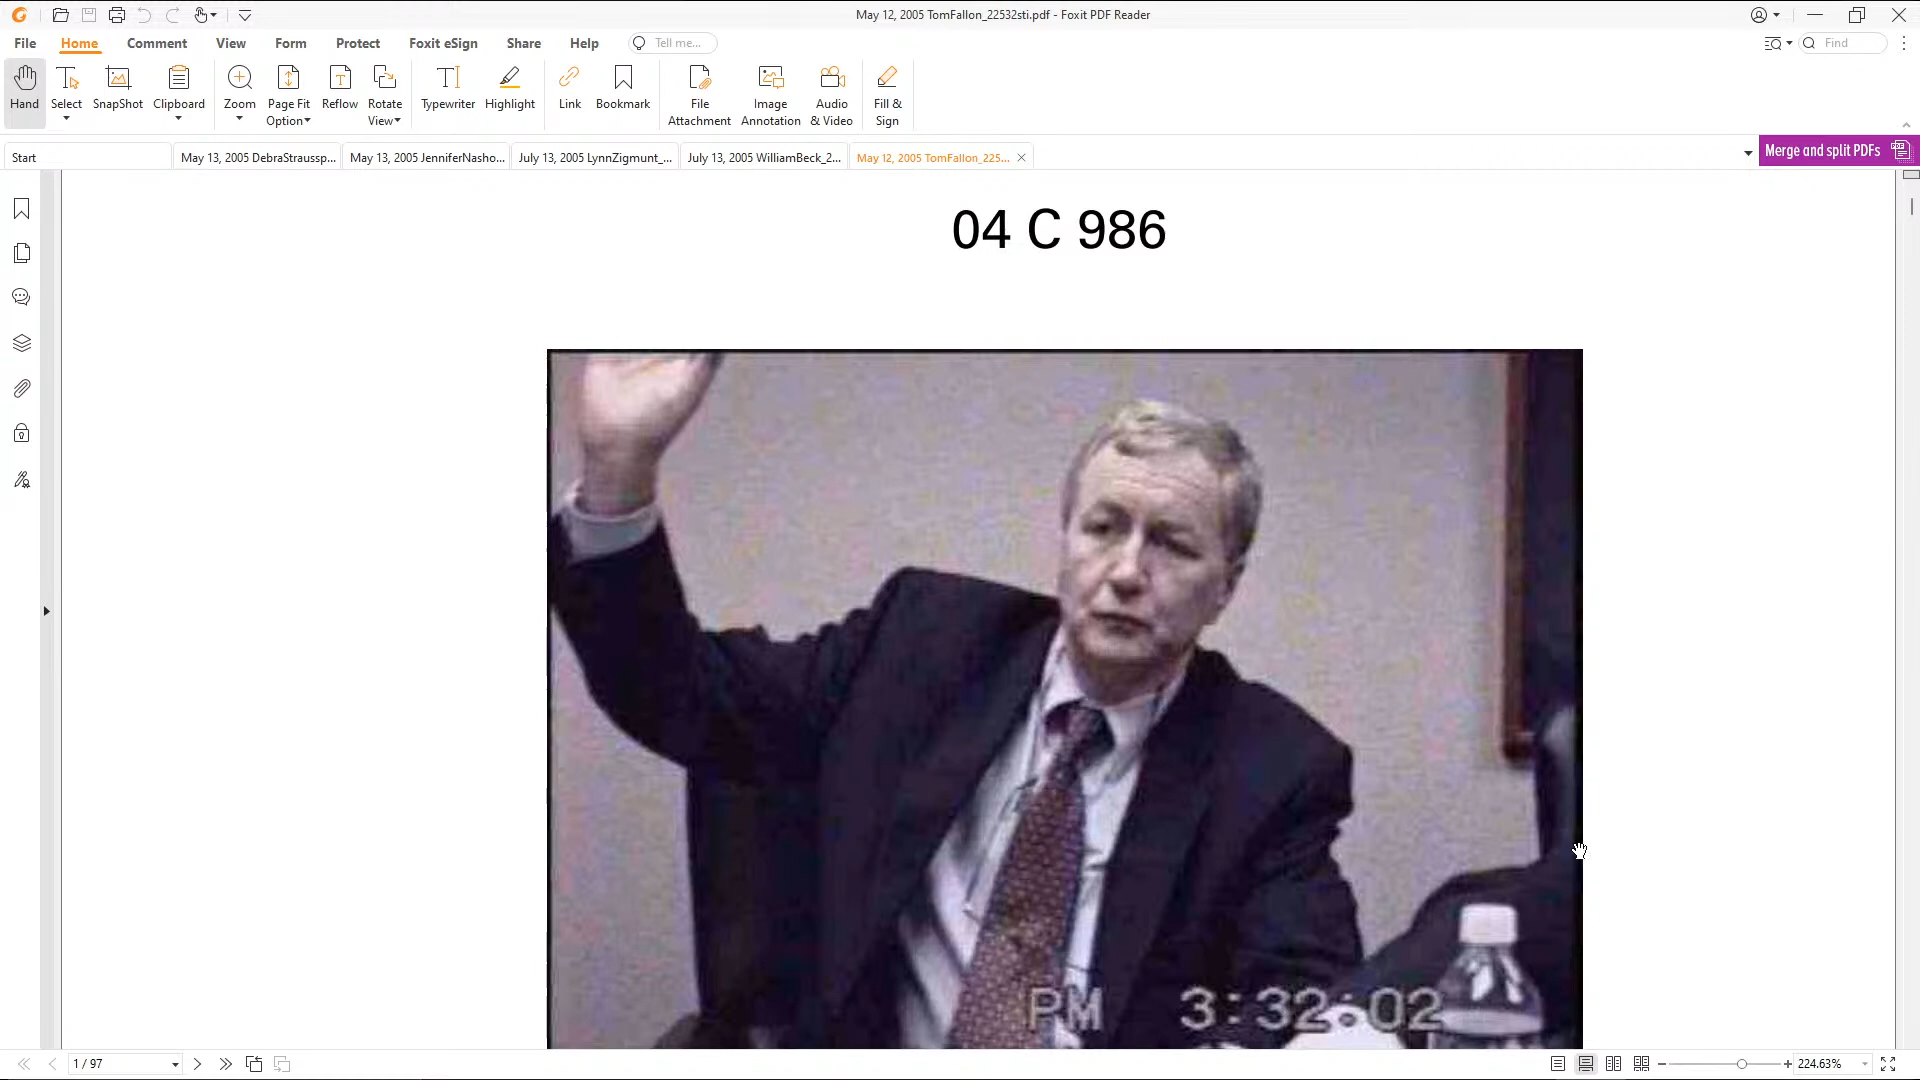 May 12, 2005 TomFallon_22532sti.pdf - Foxit PDF Reader
File Home Comment View Form Protect Foxit eSign Share Help Tell me... Find
Hand Select SnapShot Clipboard Zoom Page Fit Option Reflow Rotate View Typewriter Highlight Link Bookmark File Attachment Image Annotation Audio & Video Fill & Sign
Start May 13, 2005 DebraStraussp... May 13, 2005 JenniferNasho... July 13, 2005 LynnZigmunt_... July 13, 2005 WilliamBeck_2... May 12, 2005 TomFallon_225... Merge and split PDFs
04 C 986
PM 3:32:02
1 / 97 224.63%